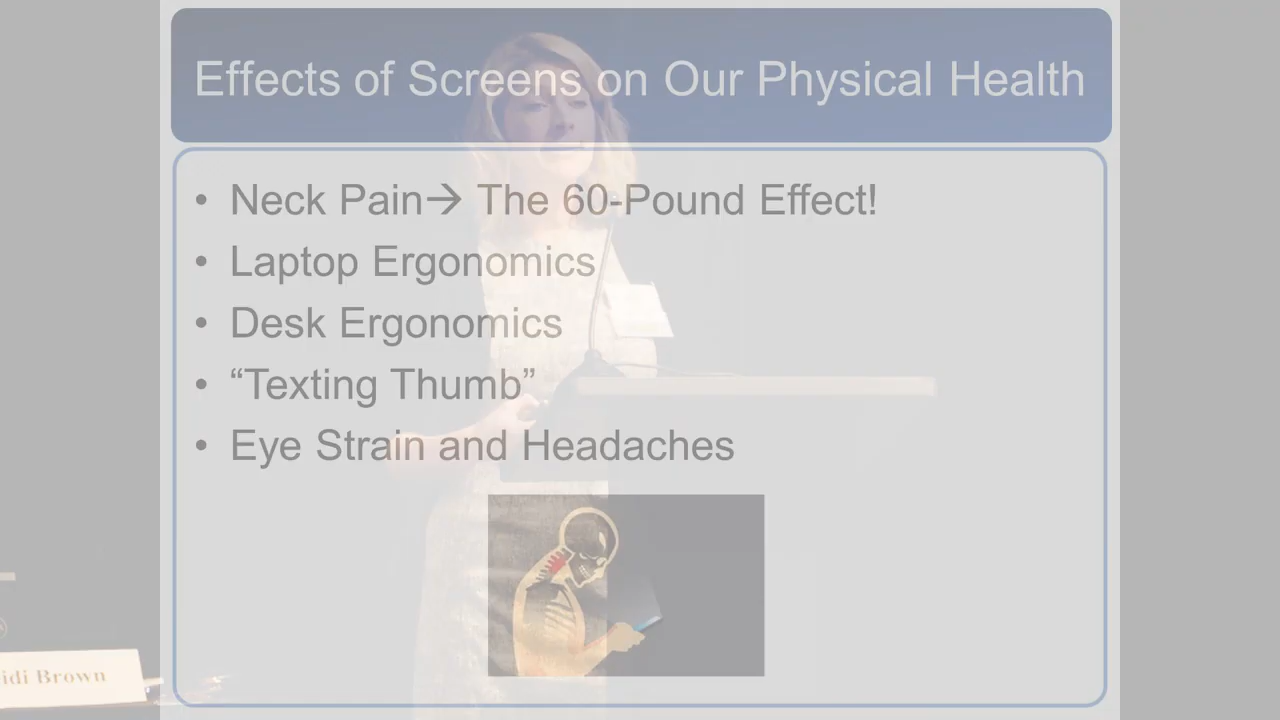 Effects of Screens on Our Physical Health
• Neck Pain→ The 60-Pound Effect!
• Laptop Ergonomics
• Desk Ergonomics
• “Texting Thumb”
• Eye Strain and Headaches
idi Brown